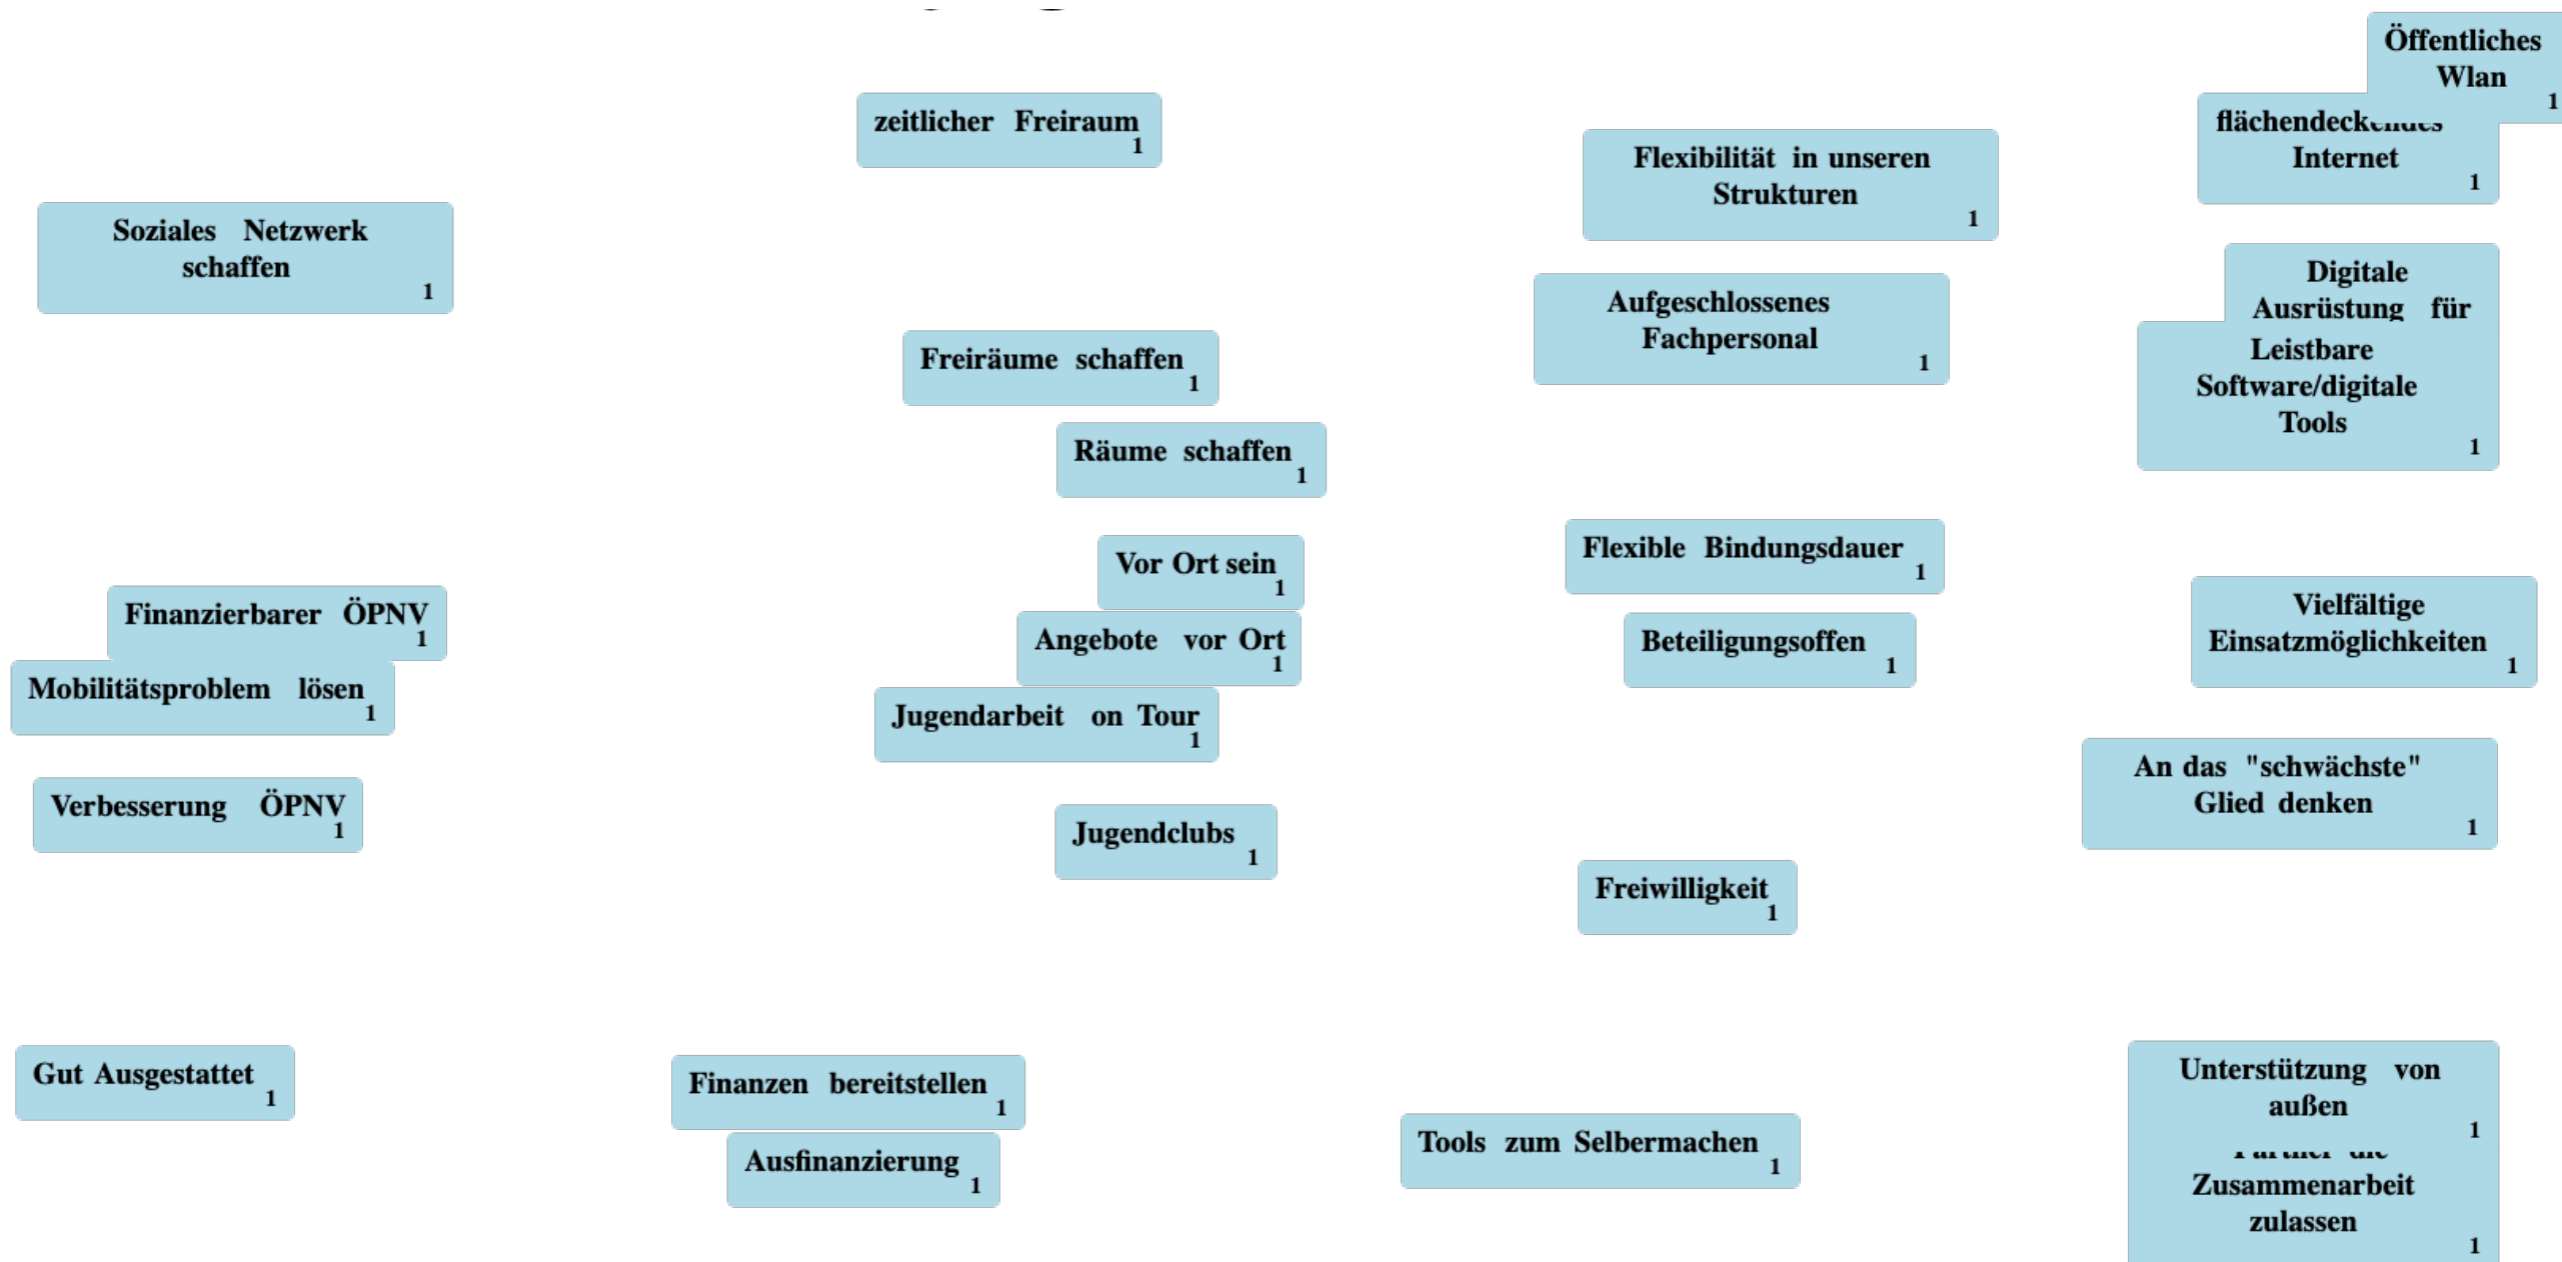 Öffentliches
Wlan
1
zeitlicher Freiraum
1
flächendeckendes
Internet
1
Flexibilität in unseren
Strukturen
1
Soziales Netzwerk
schaffen
1
Digitale
Ausrüstung für
Aufgeschlossenes
Fachpersonal
1
Leistbare
Software/digitale
Tools
1
Freiräume schaffen
1
Räume schaffen
1
Vor Ort sein
1
Flexible Bindungsdauer
1
Finanzierbarer ÖPNV
1
Angebote vor Ort
1
Beteiligungsoffen
1
Vielfältige
Einsatzmöglichkeiten
1
Mobilitätsproblem lösen
1
Jugendarbeit on Tour
1
An das "schwächste"
Glied denken
1
Verbesserung ÖPNV
1
Jugendclubs
1
Freiwilligkeit
1
Gut Ausgestattet
1
Finanzen bereitstellen
1
Ausfinanzierung
1
Tools zum Selbermachen
1
Unterstützung von
außen
1
Partner die
Zusammenarbeit
zulassen
1